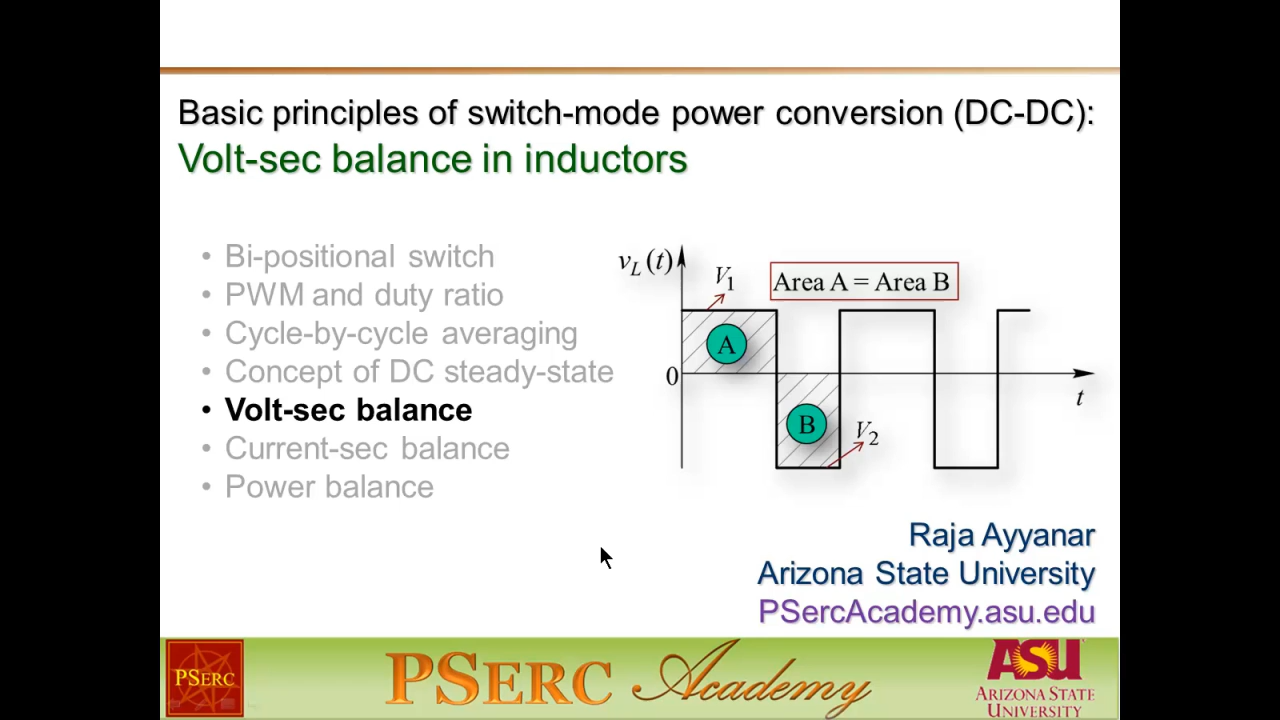 Basic principles of switch-mode power conversion (DC-DC):
Volt-sec balance in inductors
• Bi-positional switch
• PWM and duty ratio
• Cycle-by-cycle averaging
• Concept of DC steady-state
• Volt-sec balance
• Current-sec balance
• Power balance
v_L(t)
V_1
Area A = Area B
A
0
t
B
V_2
Raja Ayyanar
Arizona State University
PSercAcademy.asu.edu
PSERC
PSERC Academy
ASU
ARIZONA STATE
UNIVERSITY